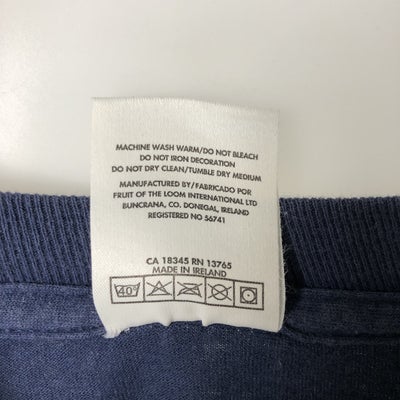 MACHINE WASH WARM/DO NOT BLEACH
DO NOT IRON DECORATION
DO NOT DRY CLEAN/TUMBLE DRY MEDIUM
MANUFACTURED BY/FABRICADO POR
FRUIT OF THE LOOM INTERNATIONAL LTD
BUNCRANA, CO. DONEGAL, IRELAND
REGISTERED NO 56741
CA 18345 RN 13765
MADE IN IRELAND
40°